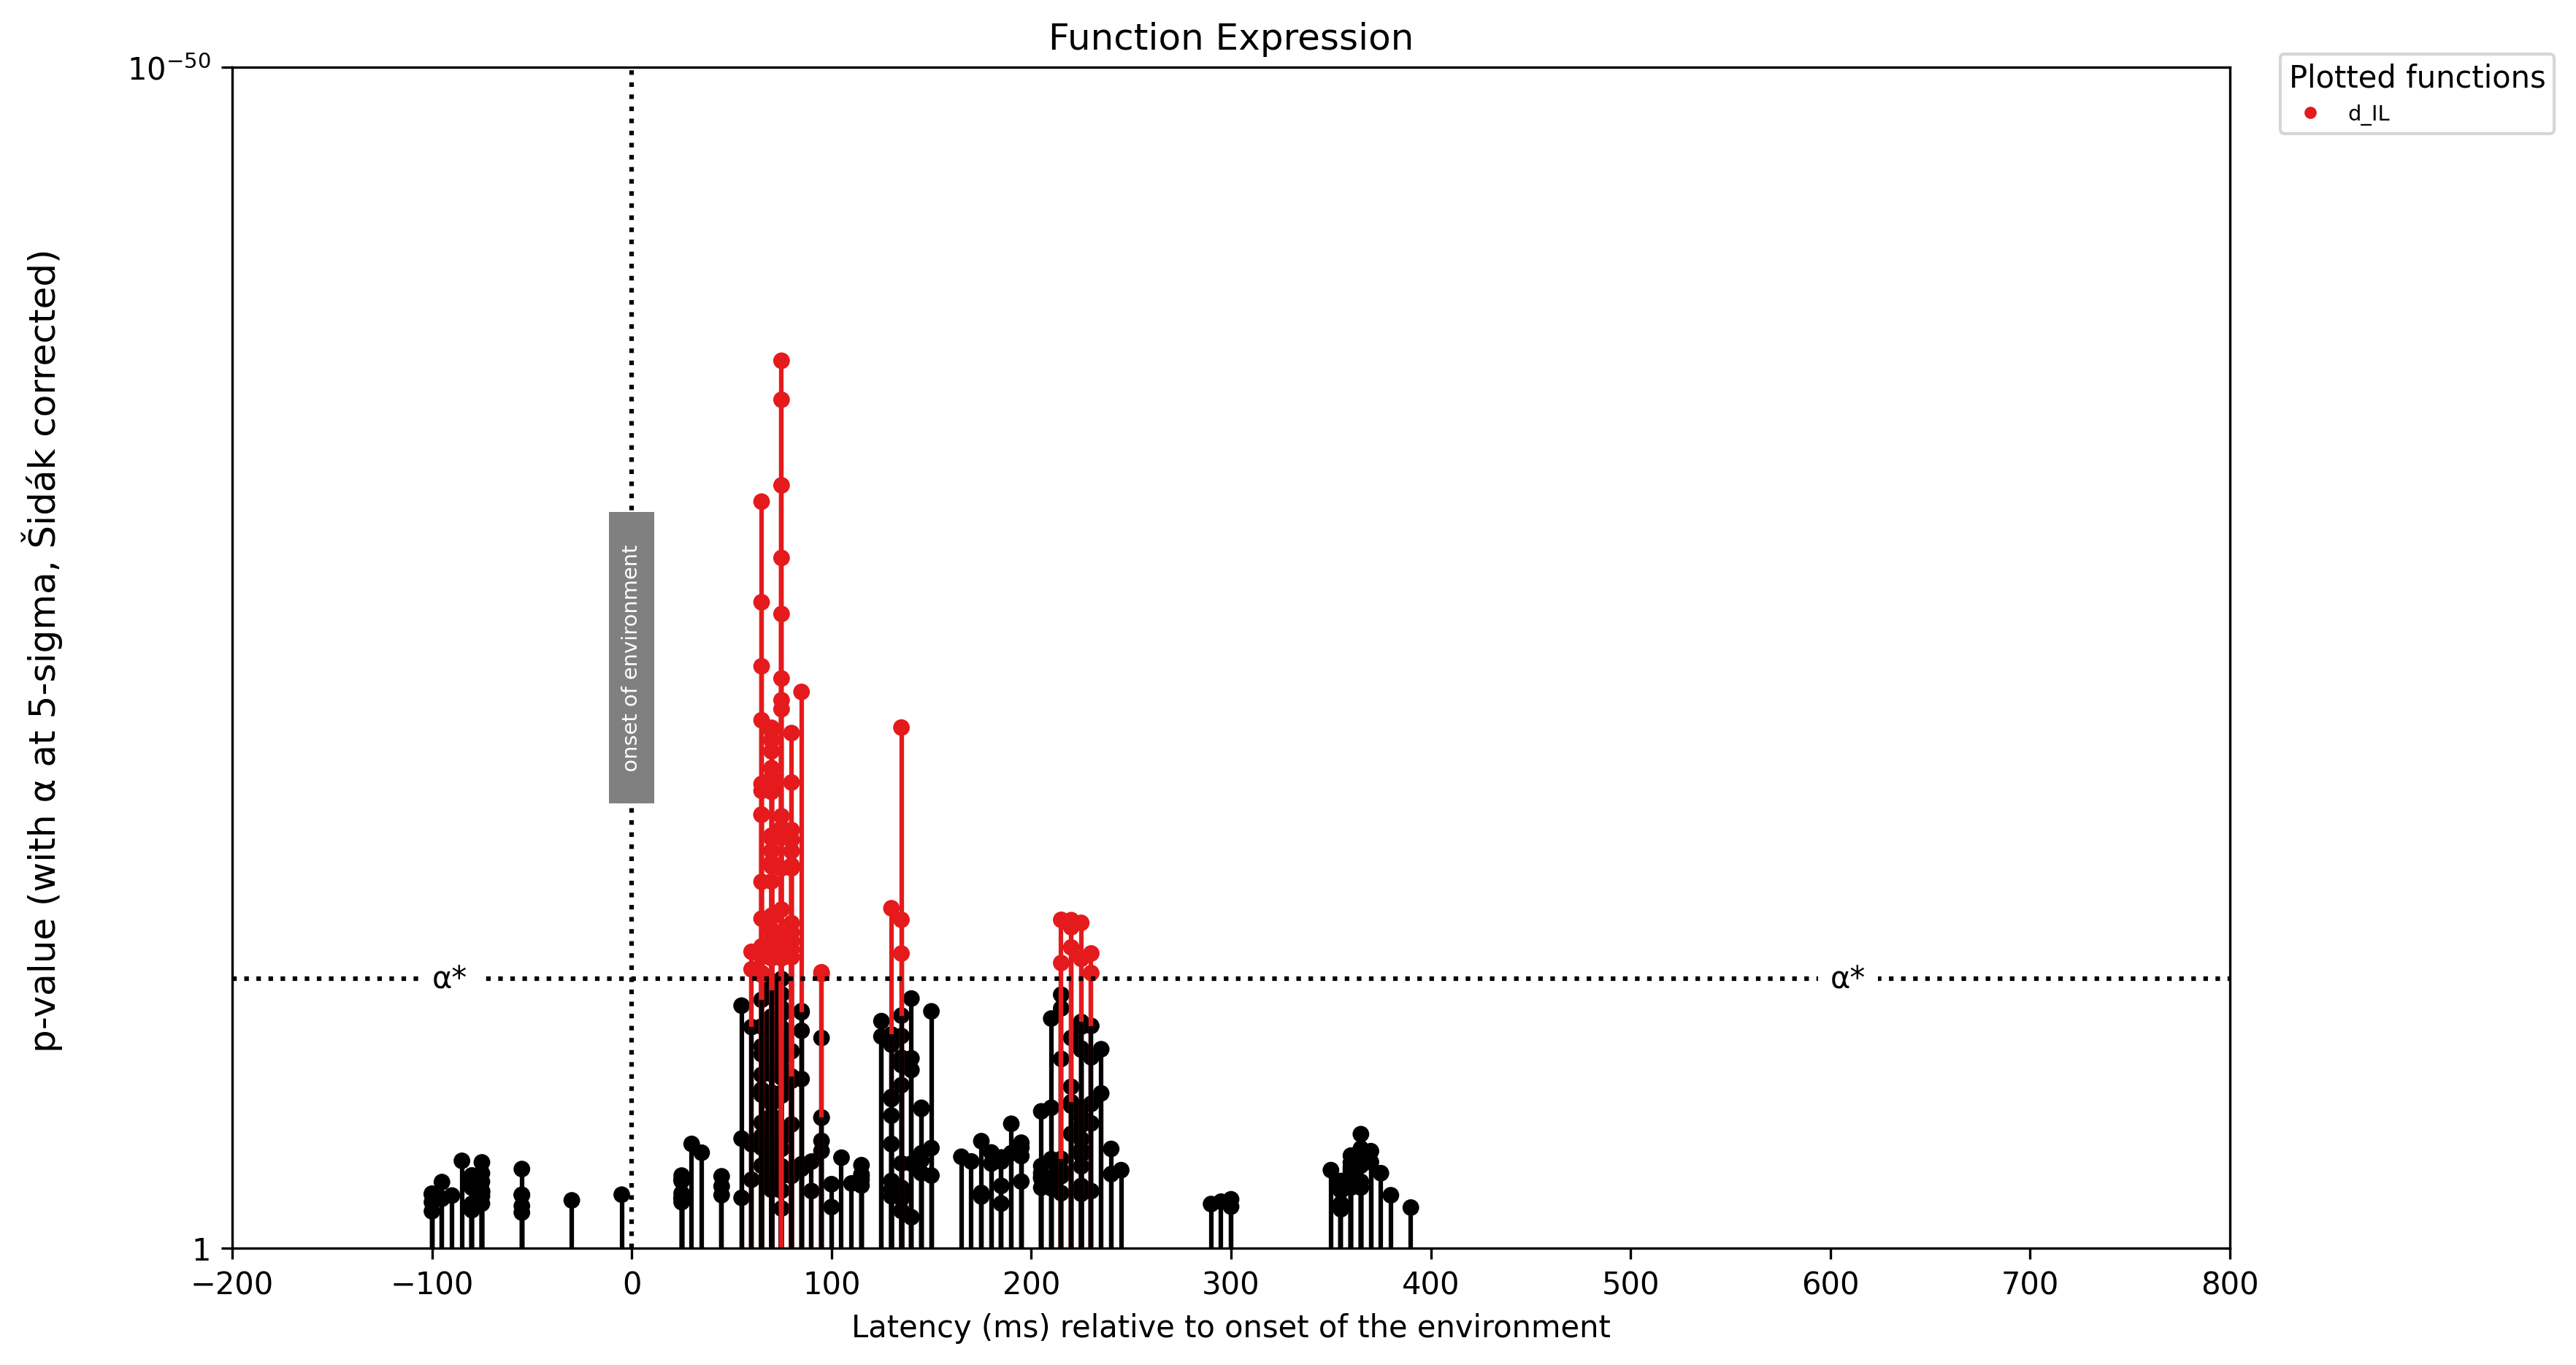 Function Expression
10⁻⁵⁰
Plotted functions
d_IL
p-value (with α at 5-sigma, Šidák corrected)
onset of environment
α* α*
1
−200 −100 0 100 200 300 400 500 600 700 800
Latency (ms) relative to onset of the environment